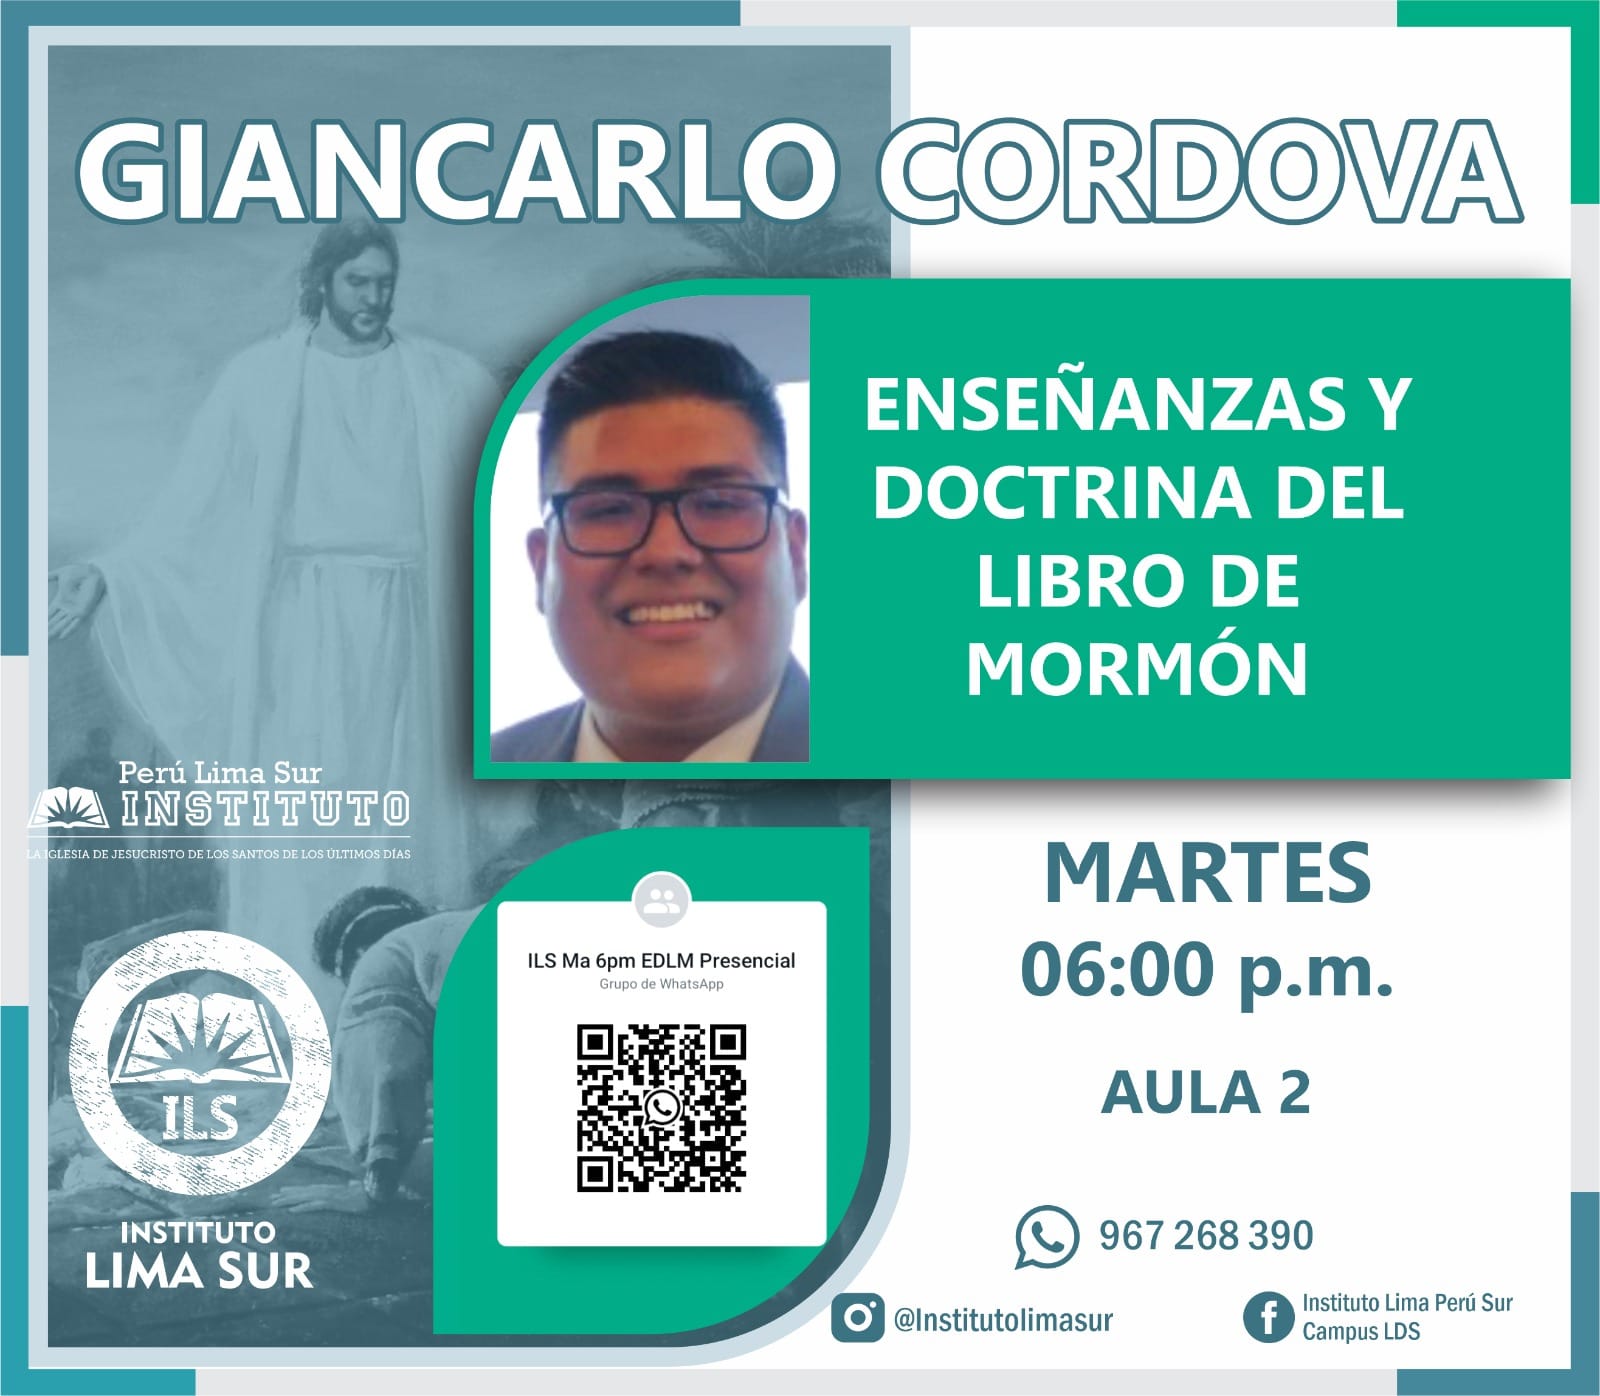 GIANCARLO CORDOVA
ENSEÑANZAS Y
DOCTRINA DEL
LIBRO DE
MORMÓN
Perú Lima Sur
INSTITUTO
LA IGLESIA DE JESUCRISTO DE LOS SANTOS DE LOS ÚLTIMOS DÍAS
ILS
INSTITUTO
LIMA SUR
ILS Ma 6pm EDLM Presencial
Grupo de WhatsApp
MARTES
06:00 p.m.
AULA 2
967 268 390
@Institutolimasur
Instituto Lima Perú Sur
Campus LDS